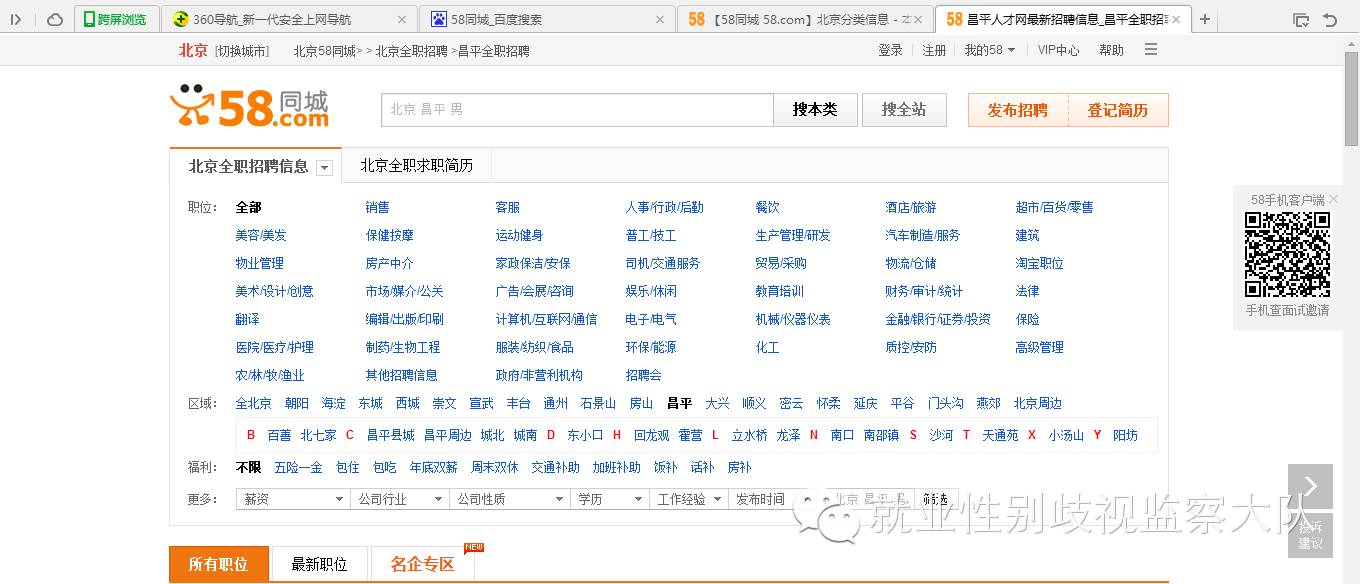 跨屏浏览 360导航_新一代安全上网导航 58同城_百度搜索 58 【58同城 58.com】北京分类信息 - 58 昌平人才网最新招聘信息_昌平全职招
北京 [切换城市] 北京58同城> > 北京全职招聘 >昌平全职招聘 登录 注册 我的58 VIP中心 帮助
58同城.com 北京 昌平 男 搜本类 搜全站 发布招聘 登记简历
北京全职招聘信息 北京全职求职简历
职位: 全部 销售 客服 人事/行政/后勤 餐饮 酒店/旅游 超市/百货/零售
美容/美发 保健按摩 运动健身 普工/技工 生产管理/研发 汽车制造/服务 建筑
物业管理 房产中介 家政保洁/安保 司机/交通服务 贸易/采购 物流/仓储 淘宝职位
美术/设计/创意 市场/媒介/公关 广告/会展/咨询 娱乐/休闲 教育培训 财务/审计/统计 法律
翻译 编辑/出版/印刷 计算机/互联网/通信 电子/电气 机械/仪器仪表 金融/银行/证券/投资 保险
医院/医疗/护理 制药/生物工程 服装/纺织/食品 环保/能源 化工 质控/安防 高级管理
农/林/牧/渔业 其他招聘信息 政府/非营利机构 招聘会
区域: 全北京 朝阳 海淀 东城 西城 崇文 宣武 丰台 通州 石景山 房山 昌平 大兴 顺义 密云 怀柔 延庆 平谷 门头沟 燕郊 北京周边
B 百善 北七家 C 昌平县城 昌平周边 城北 城南 D 东小口 H 回龙观 霍营 L 立水桥 龙泽 N 南口 南邵镇 S 沙河 T 天通苑 X 小汤山 Y 阳坊
福利: 不限 五险一金 包住 包吃 年底双薪 周末双休 交通补助 加班补助 饭补 话补 房补
更多: 薪资 公司行业 公司性质 学历 工作经验 发布时间 北京 昌平 男 筛选
就业性别歧视监察大队
所有职位 最新职位 名企专区 NEW
58手机客户端
手机查面试邀请
投诉
建议